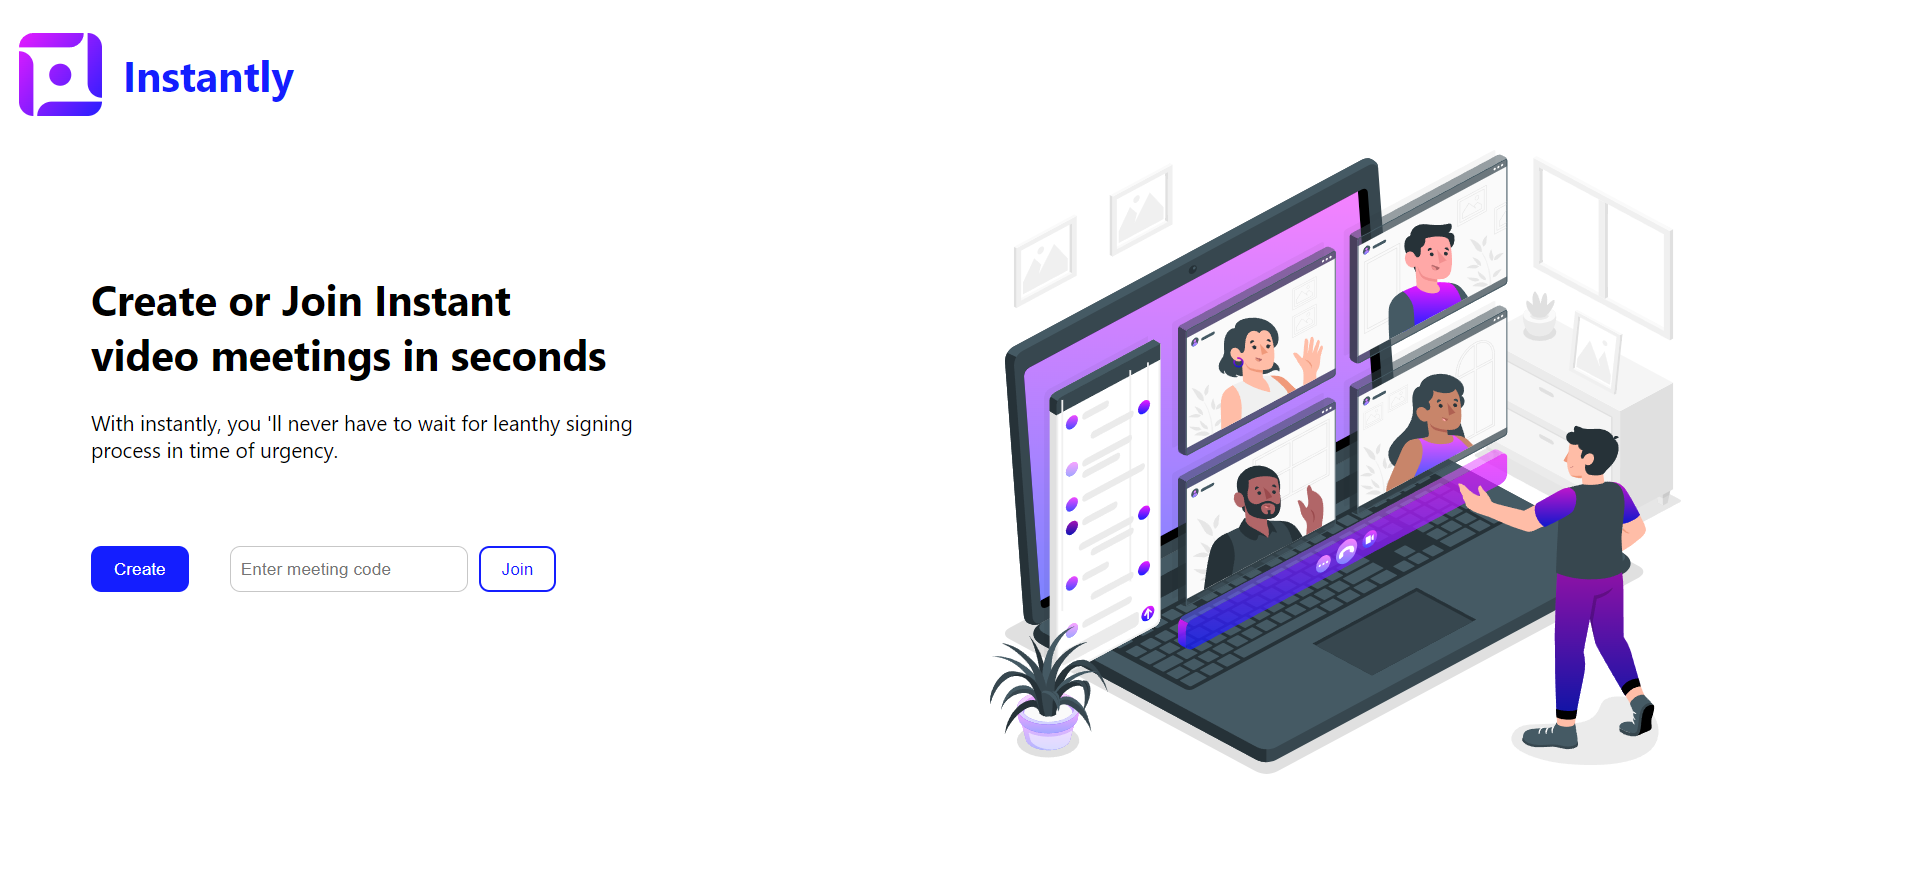 Instantly
Create or Join Instant
video meetings in seconds
With instantly, you 'll never have to wait for leanthy signing
process in time of urgency.
Create
Enter meeting code
Join